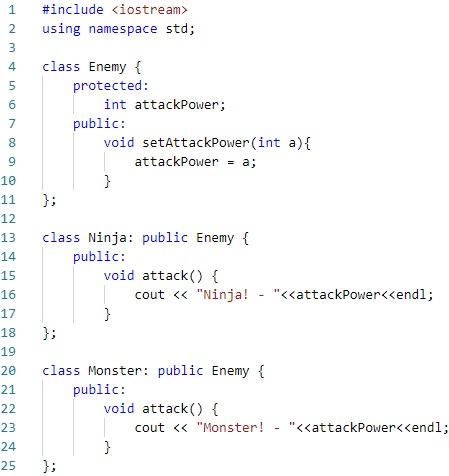 1 #include <iostream>
2 using namespace std;
3
4 class Enemy {
5     protected:
6         int attackPower;
7     public:
8         void setAttackPower(int a){
9             attackPower = a;
10         }
11 };
12
13 class Ninja: public Enemy {
14     public:
15         void attack() {
16             cout << "Ninja! - "<<attackPower<<endl;
17         }
18 };
19
20 class Monster: public Enemy {
21     public:
22         void attack() {
23             cout << "Monster! - "<<attackPower<<endl;
24         }
25 };